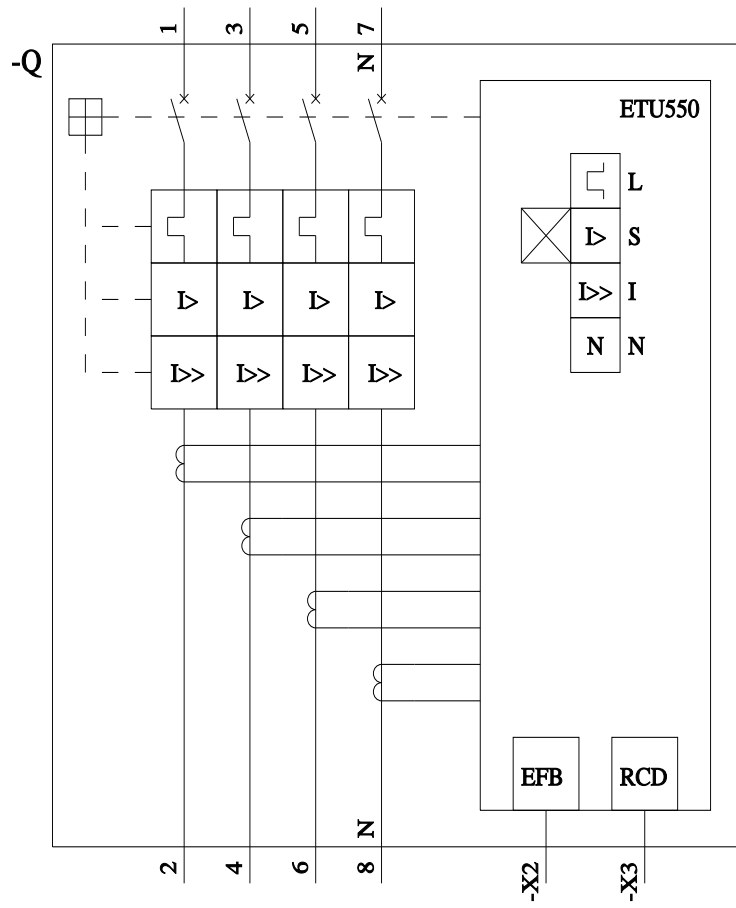 1 3 5 7
-Q
N
ETU550
L
I> S
I>> I
N N
I> I> I> I>
I>> I>> I>> I>>
EFB RCD
N
2 4 6 8 -X2 -X3